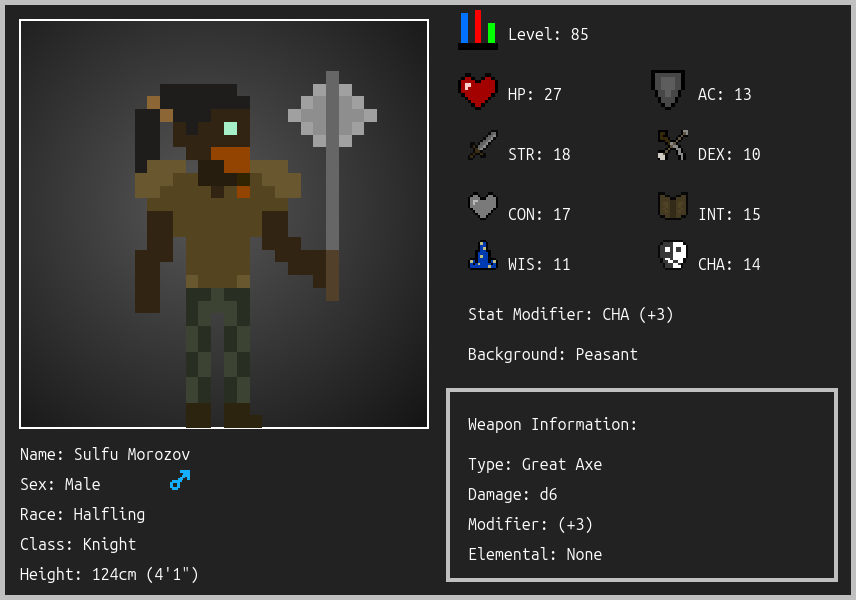 Level: 85
HP: 27
AC: 13
STR: 18
DEX: 10
CON: 17
INT: 15
WIS: 11
CHA: 14
Stat Modifier: CHA (+3)
Background: Peasant
Name: Sulfu Morozov
Sex: Male
Race: Halfling
Class: Knight
Height: 124cm (4'1")
Weapon Information:
Type: Great Axe
Damage: d6
Modifier: (+3)
Elemental: None